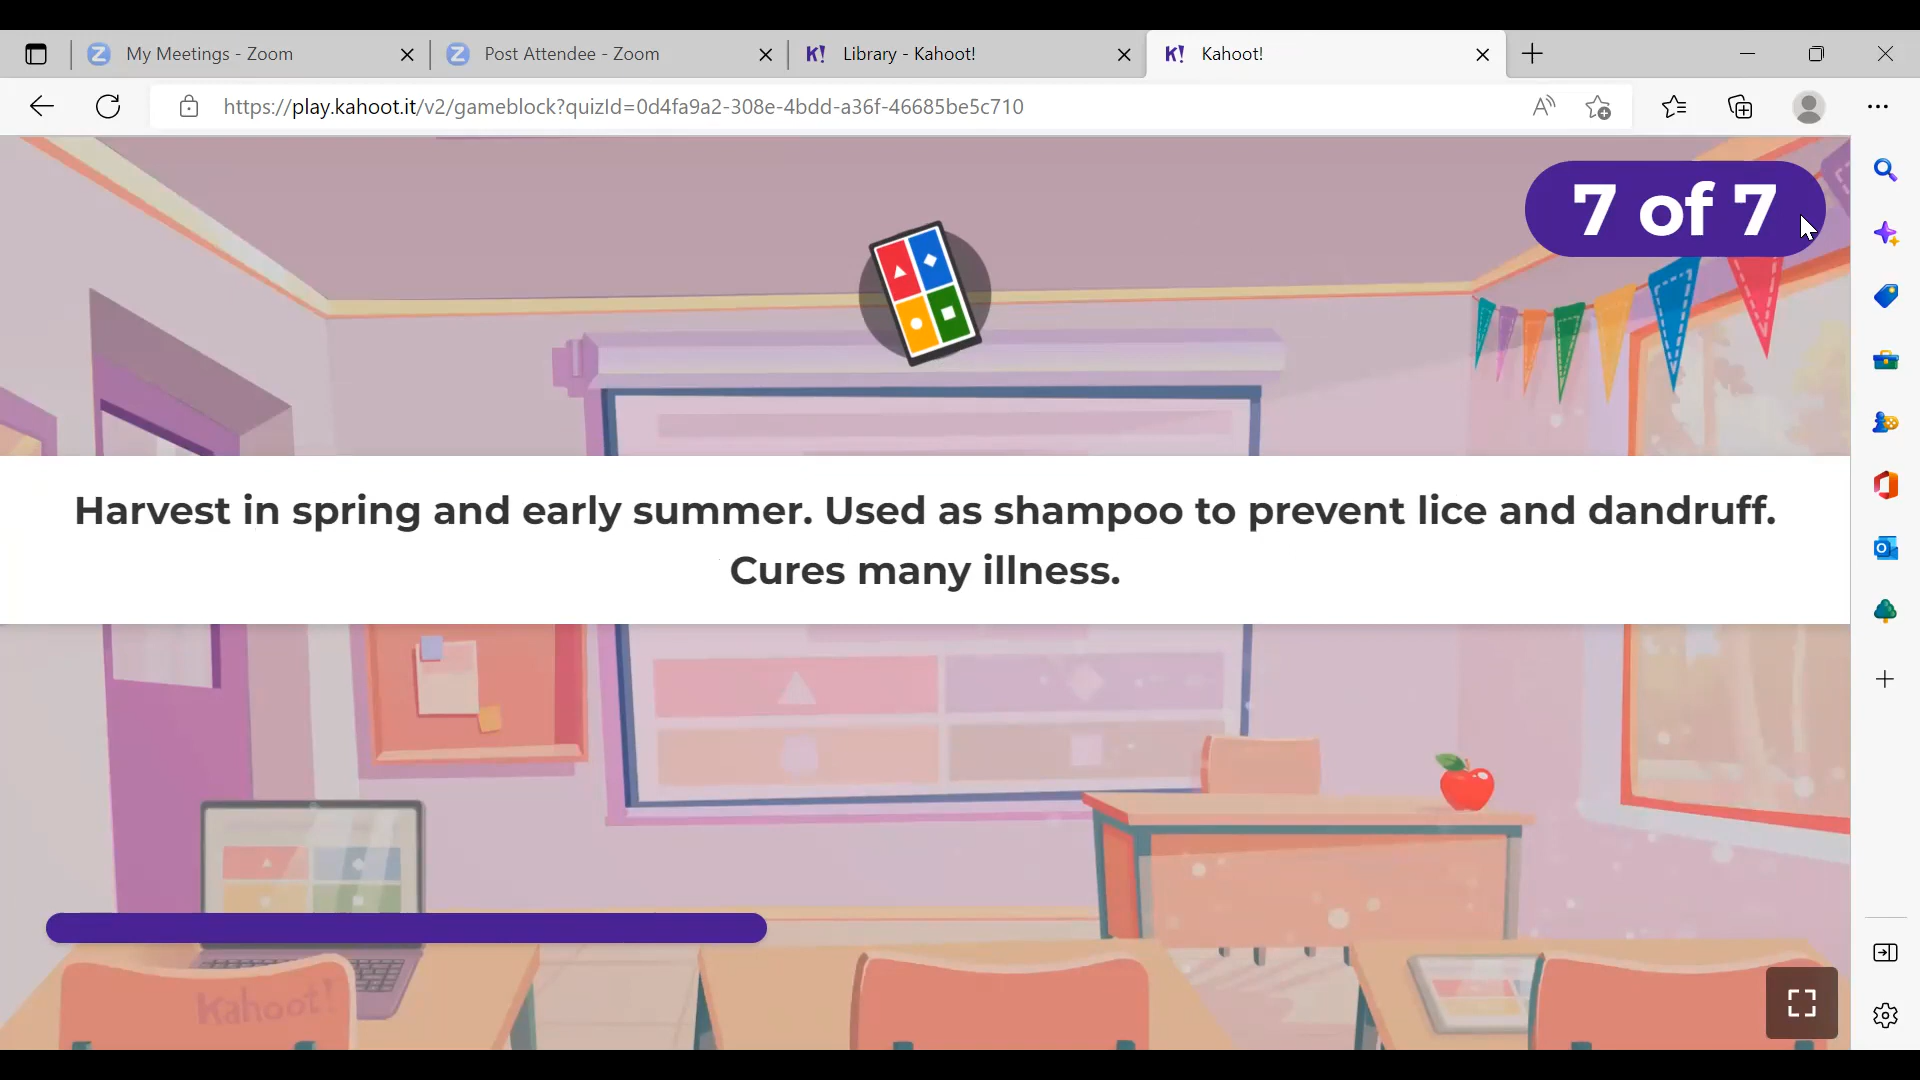 My Meetings - Zoom
Post Attendee - Zoom
K! Library - Kahoot!
K! Kahoot!
https://play.kahoot.it/v2/gameblock?quizId=0d4fa9a2-308e-4bdd-a36f-46685be5c710
7 of 7
Harvest in spring and early summer. Used as shampoo to prevent lice and dandruff.
Cures many illness.
Kahoot!